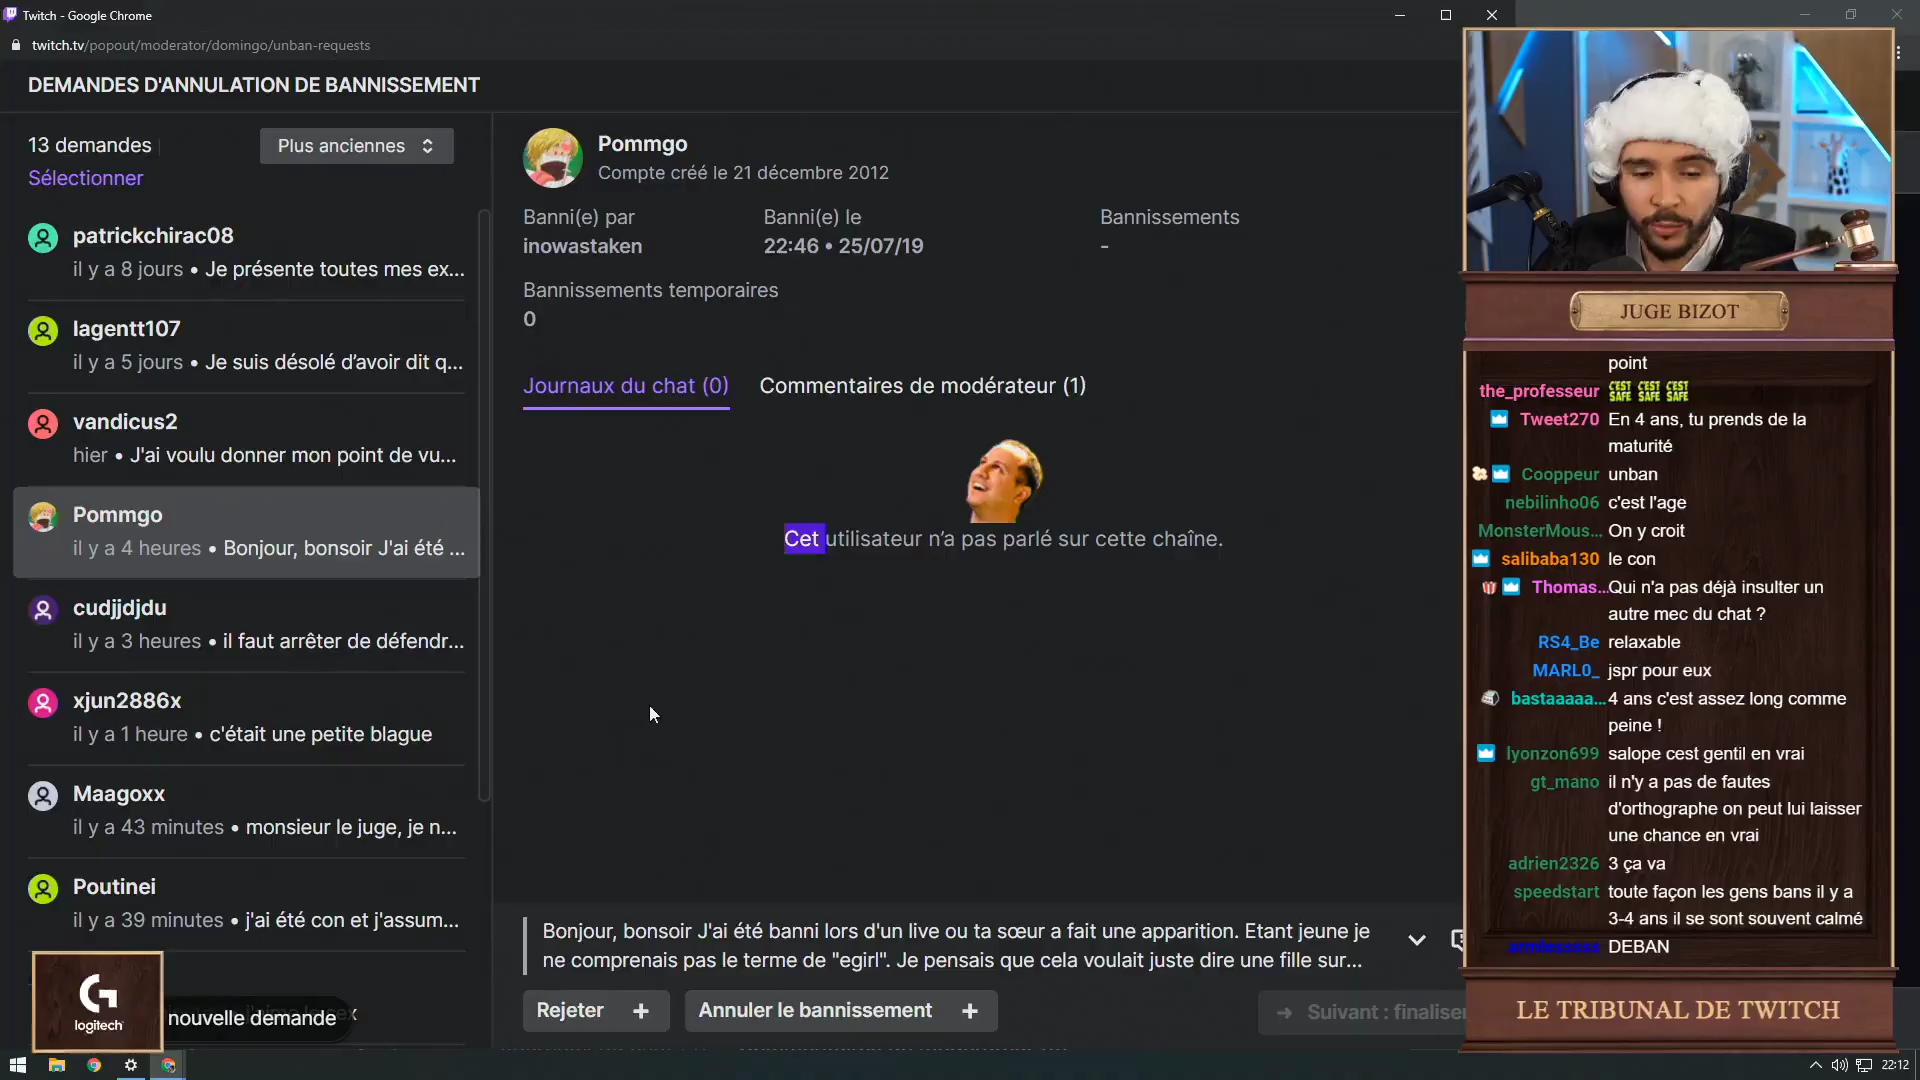 Twitch - Google Chrome
twitch.tv/popout/moderator/domingo/unban-requests
DEMANDES D'ANNULATION DE BANNISSEMENT
13 demandes
Plus anciennes
Sélectionner
patrickchirac08
il y a 8 jours • Je présente toutes mes ex...
lagentt107
il y a 5 jours • Je suis désolé d'avoir dit q...
vandicus2
hier • J'ai voulu donner mon point de vu...
Pommgo
il y a 4 heures • Bonjour, bonsoir J'ai été ...
cudjjdjdu
il y a 3 heures • il faut arrêter de défendr...
xjun2886x
il y a 1 heure • c'était une petite blague
Maagoxx
il y a 43 minutes • monsieur le juge, je n...
Poutinei
il y a 39 minutes • j'ai été con et j'assum...
logitech
nouvelle demande
Pommgo
Compte créé le 21 décembre 2012
Banni(e) par
inowastaken
Banni(e) le
22:46 • 25/07/19
Bannissements
-
Bannissements temporaires
0
Journaux du chat (0)
Commentaires de modérateur (1)
Cet utilisateur n'a pas parlé sur cette chaîne.
Bonjour, bonsoir J'ai été banni lors d'un live ou ta sœur a fait une apparition. Etant jeune je
ne comprenais pas le terme de "egirl". Je pensais que cela voulait juste dire une fille sur...
Rejeter +
Annuler le bannissement +
→ Suivant : finalise
JUGE BIZOT
point
the_professeur C'EST SAFE C'EST SAFE C'EST SAFE
Tweet270 En 4 ans, tu prends de la
maturité
Cooppeur unban
nebilinho06 c'est l'age
MonsterMous... On y croit
salibaba130 le con
Thomas... Qui n'a pas déjà insulter un
autre mec du chat ?
RS4_Be relaxable
MARL0_ jspr pour eux
bastaaaaa... 4 ans c'est assez long comme
peine !
lyonzon699 salope cest gentil en vrai
gt_mano il n'y a pas de fautes
d'orthographe on peut lui laisser
une chance en vrai
adrien2326 3 ça va
speedstart toute façon les gens bans il y a
3-4 ans il se sont souvent calmé
DEBAN
LE TRIBUNAL DE TWITCH
22:12